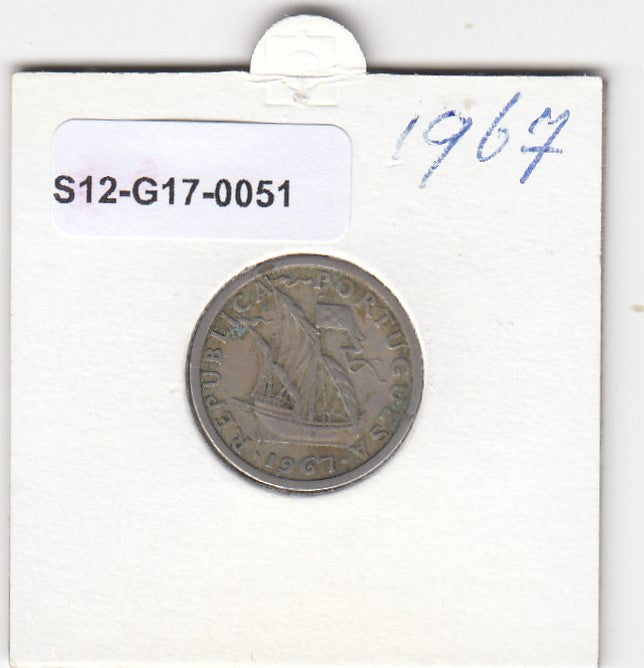 1967
S12-G17-0051
REPUBLICA PORTUGUESA
·1967·